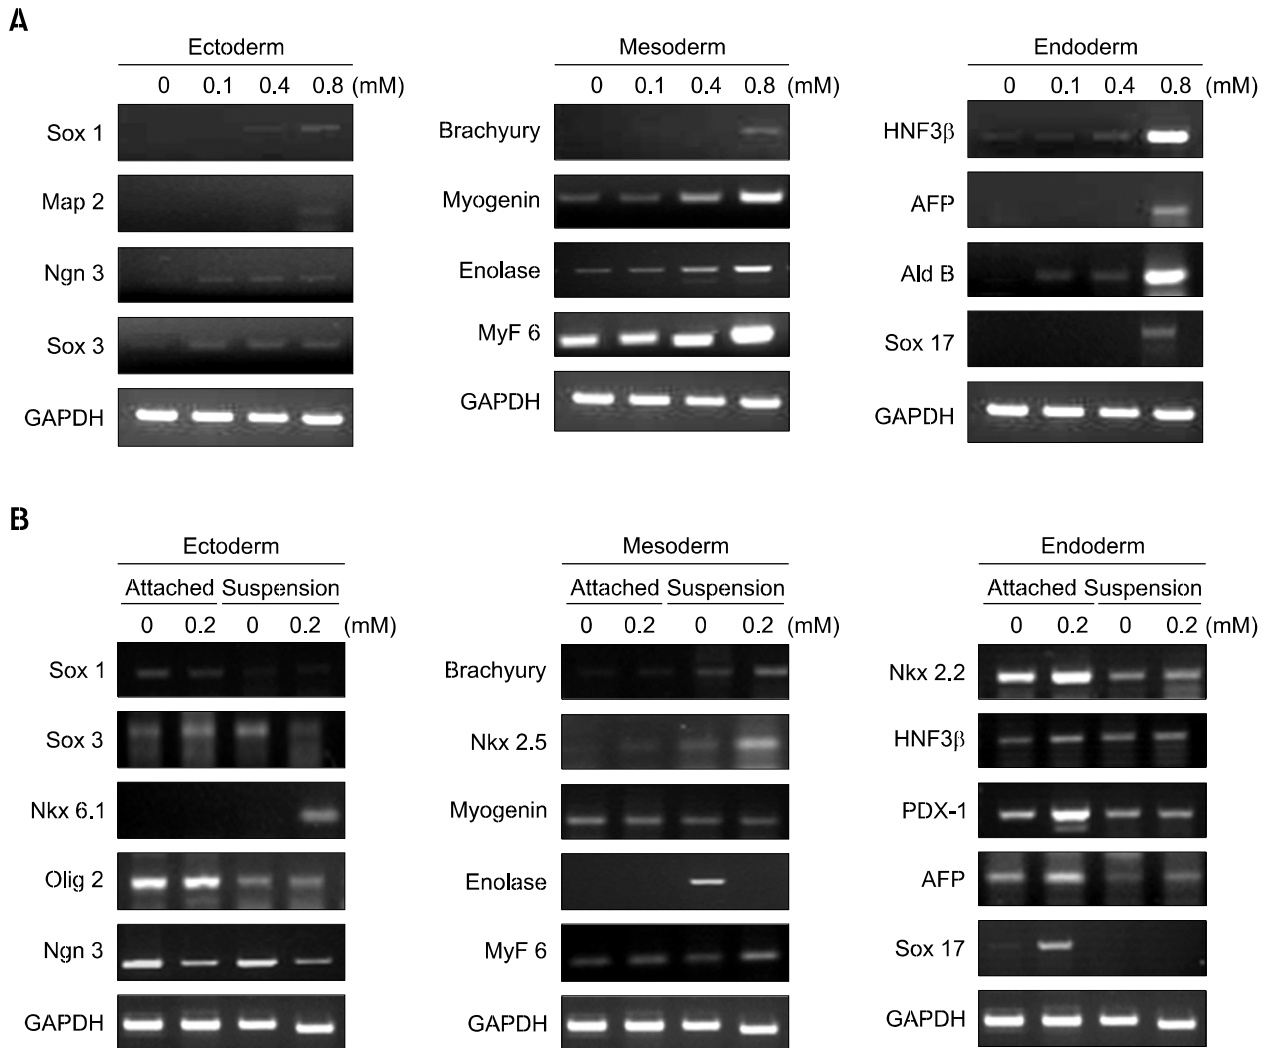 A
Ectoderm
0 0.1 0.4 0.8 (mM)
Sox 1
Map 2
Ngn 3
Sox 3
GAPDH
Mesoderm
0 0.1 0.4 0.8 (mM)
Brachyury
Myogenin
Enolase
MyF 6
GAPDH
Endoderm
0 0.1 0.4 0.8 (mM)
HNF3β
AFP
Ald B
Sox 17
GAPDH
B
Ectoderm
Attached Suspension
0 0.2 0 0.2 (mM)
Sox 1
Sox 3
Nkx 6.1
Olig 2
Ngn 3
GAPDH
Mesoderm
Attached Suspension
0 0.2 0 0.2 (mM)
Brachyury
Nkx 2.5
Myogenin
Enolase
MyF 6
GAPDH
Endoderm
Attached Suspension
0 0.2 0 0.2 (mM)
Nkx 2.2
HNF3β
PDX-1
AFP
Sox 17
GAPDH